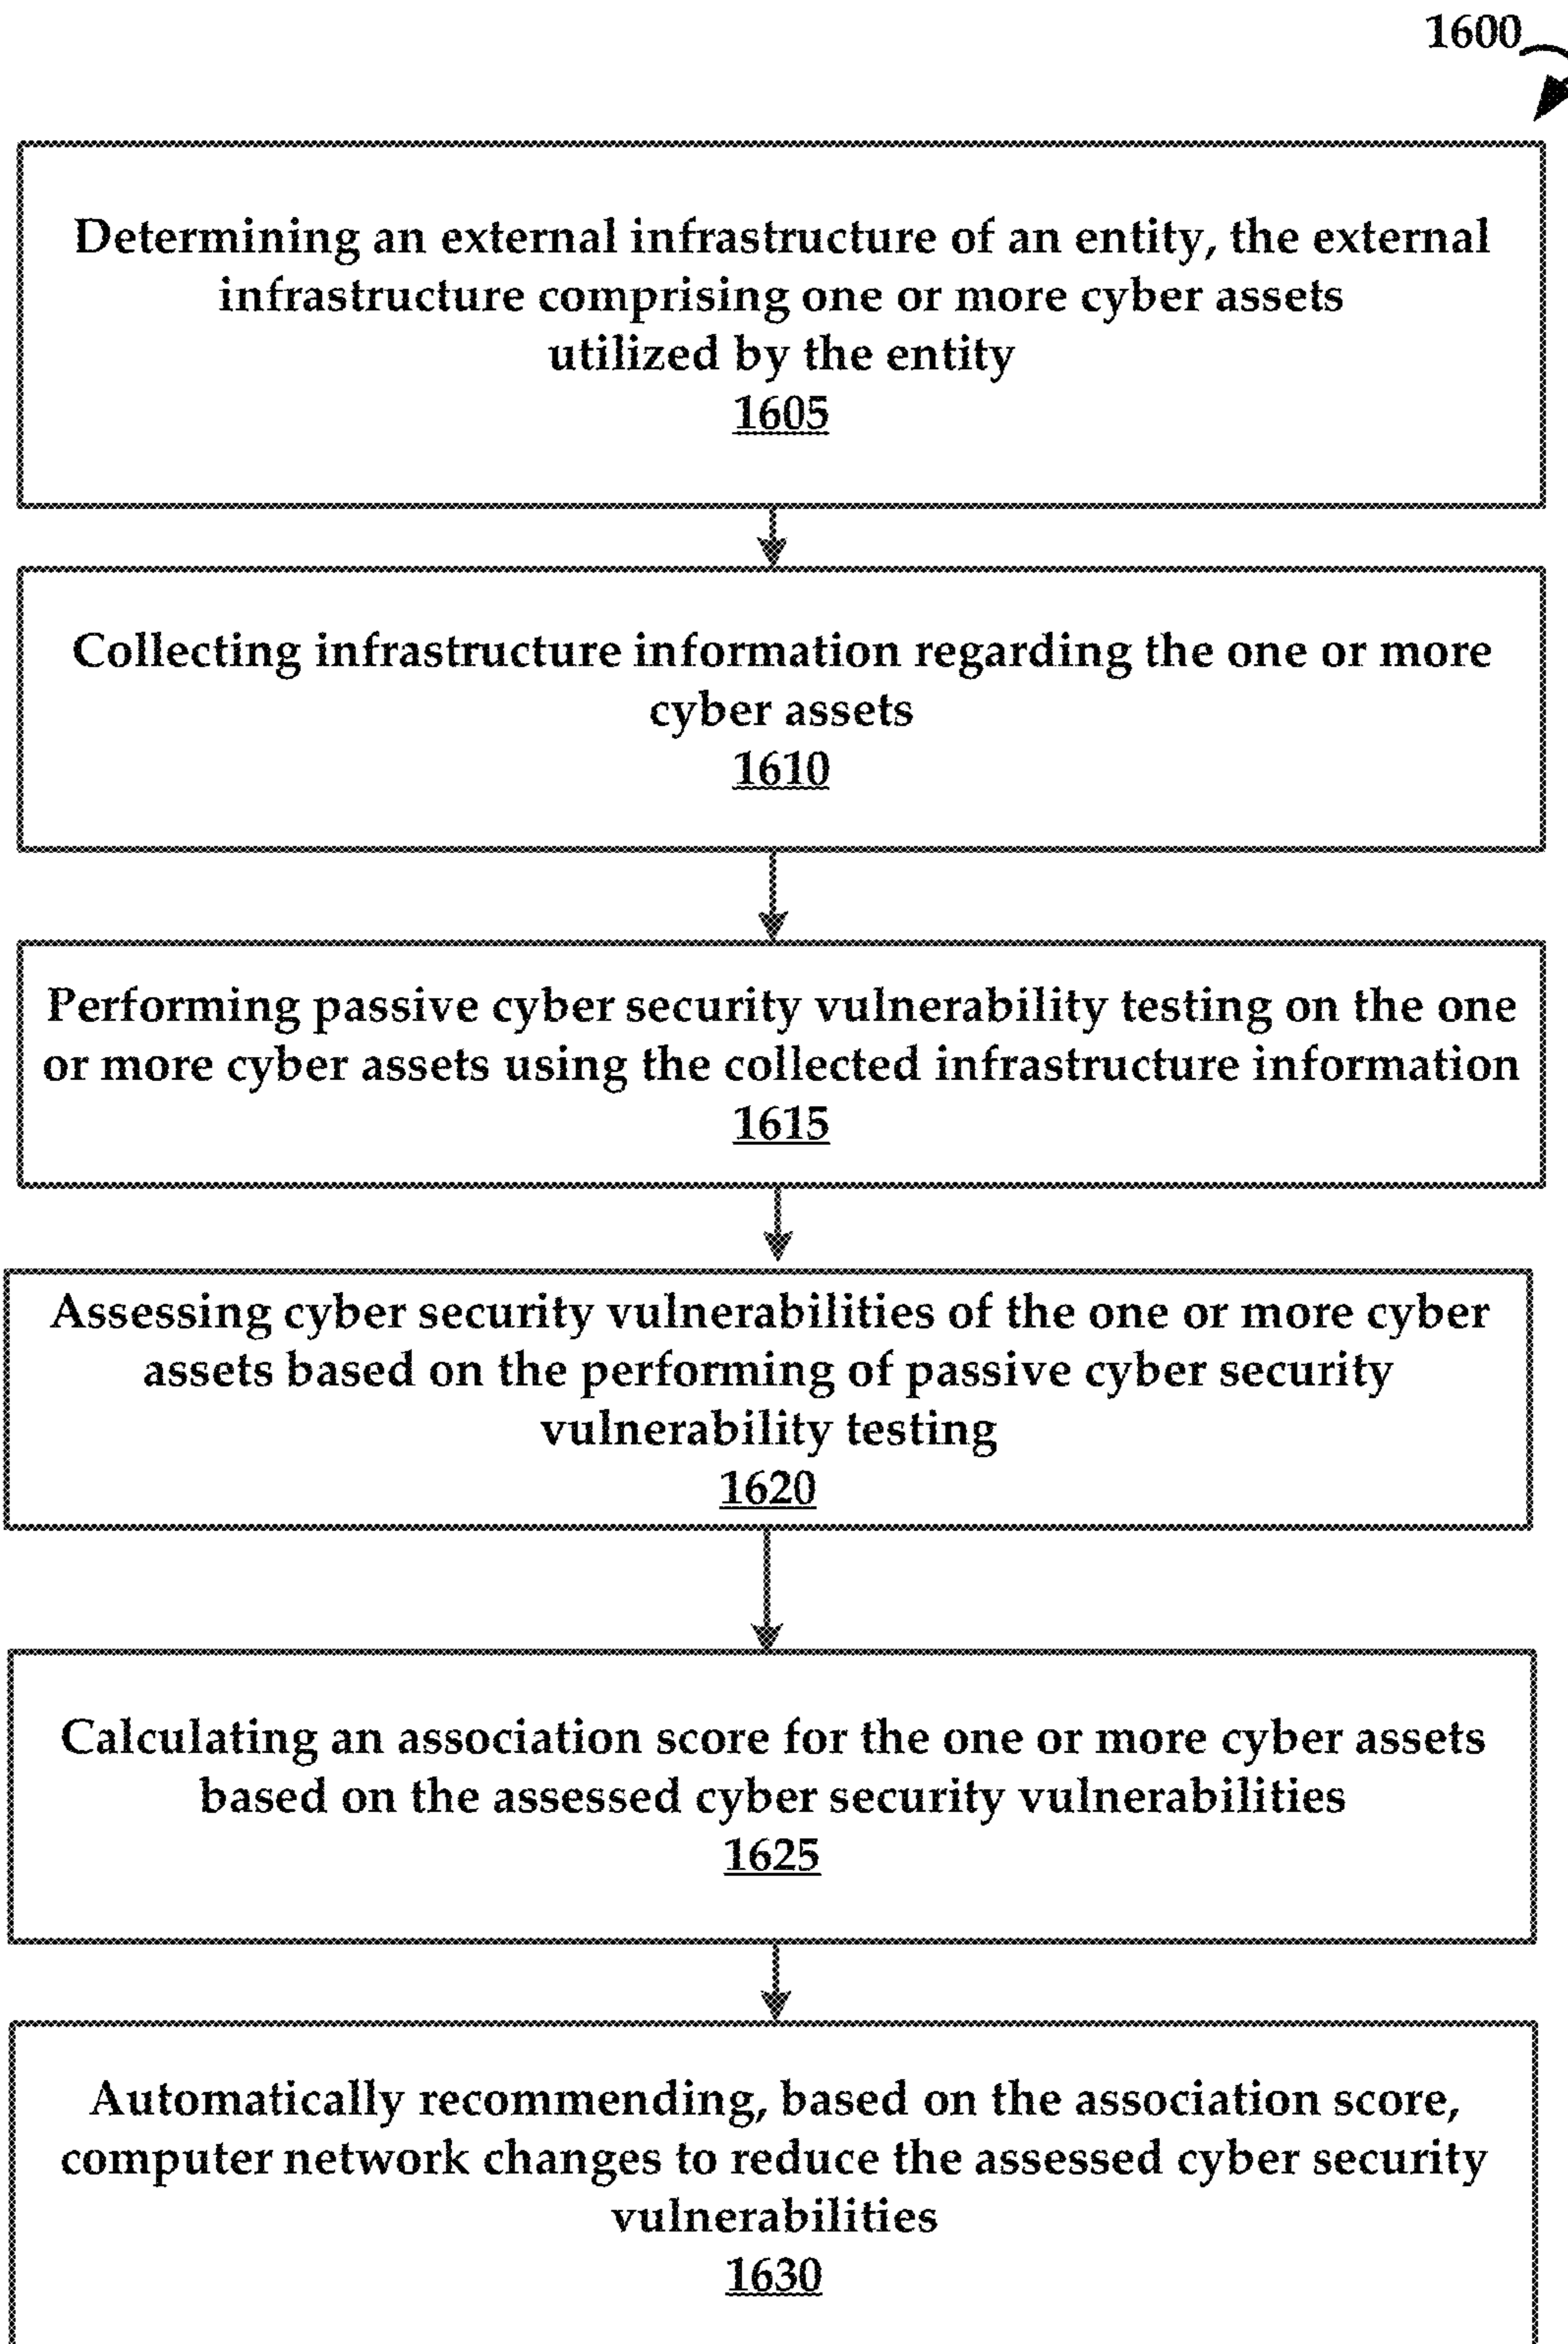 1600
Determining an external infrastructure of an entity, the external
infrastructure comprising one or more cyber assets
utilized by the entity
1605
Collecting infrastructure information regarding the one or more
cyber assets
1610
Performing passive cyber security vulnerability testing on the one
or more cyber assets using the collected infrastructure information
1615
Assessing cyber security vulnerabilities of the one or more cyber
assets based on the performing of passive cyber security
vulnerability testing
1620
Calculating an association score for the one or more cyber assets
based on the assessed cyber security vulnerabilities
1625
Automatically recommending, based on the association score,
computer network changes to reduce the assessed cyber security
vulnerabilities
1630